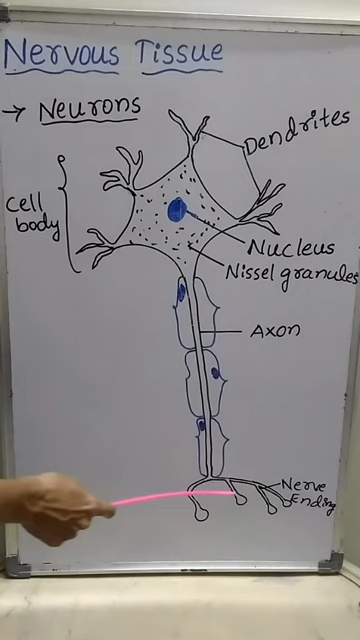 Nervous Tissue
→ Neurons
Dendrites
Cell
body
Nucleus
Nissel granules
Axon
Nerve
Ending